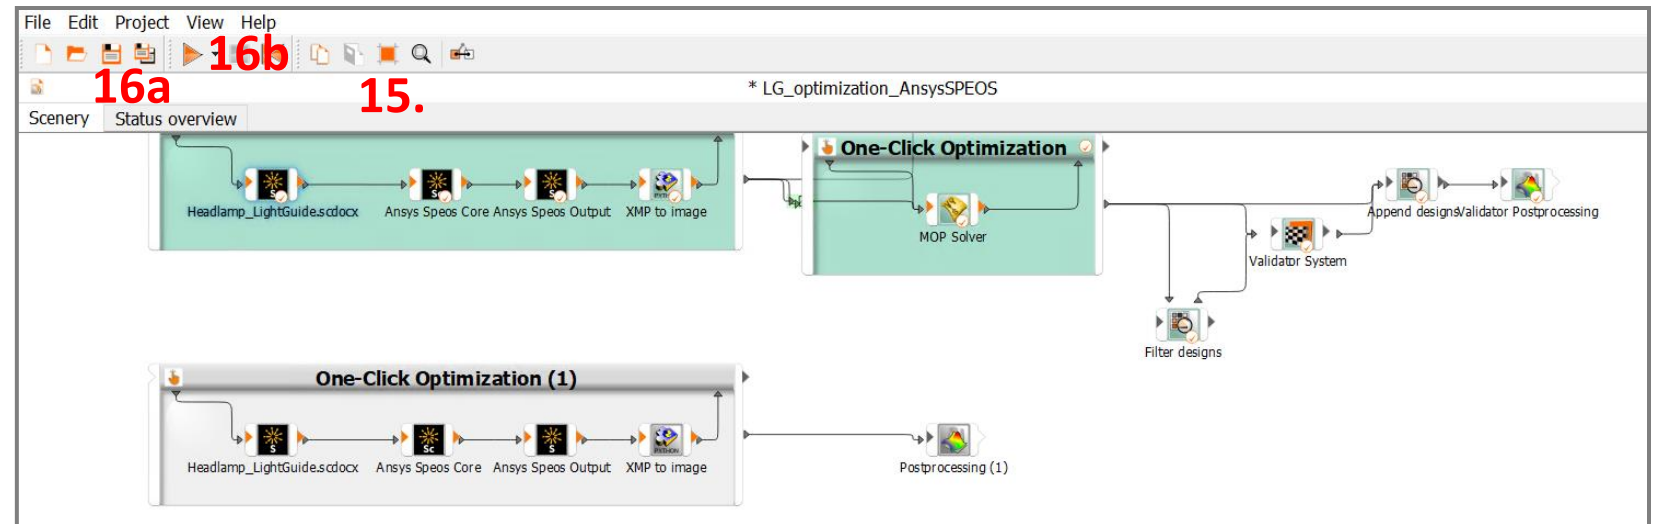 File Edit Project View Help
16b
16a
15.
* LG_optimization_AnsysSPEOS
Scenery Status overview
One-Click Optimization
Headlamp_LightGuide.scdocx Ansys Speos Core Ansys Speos Output XMP to image
MOP Solver
Append designs Validator Postprocessing
Validator System
Filter designs
One-Click Optimization (1)
Headlamp_LightGuide.scdocx Ansys Speos Core Ansys Speos Output XMP to image
Postprocessing (1)